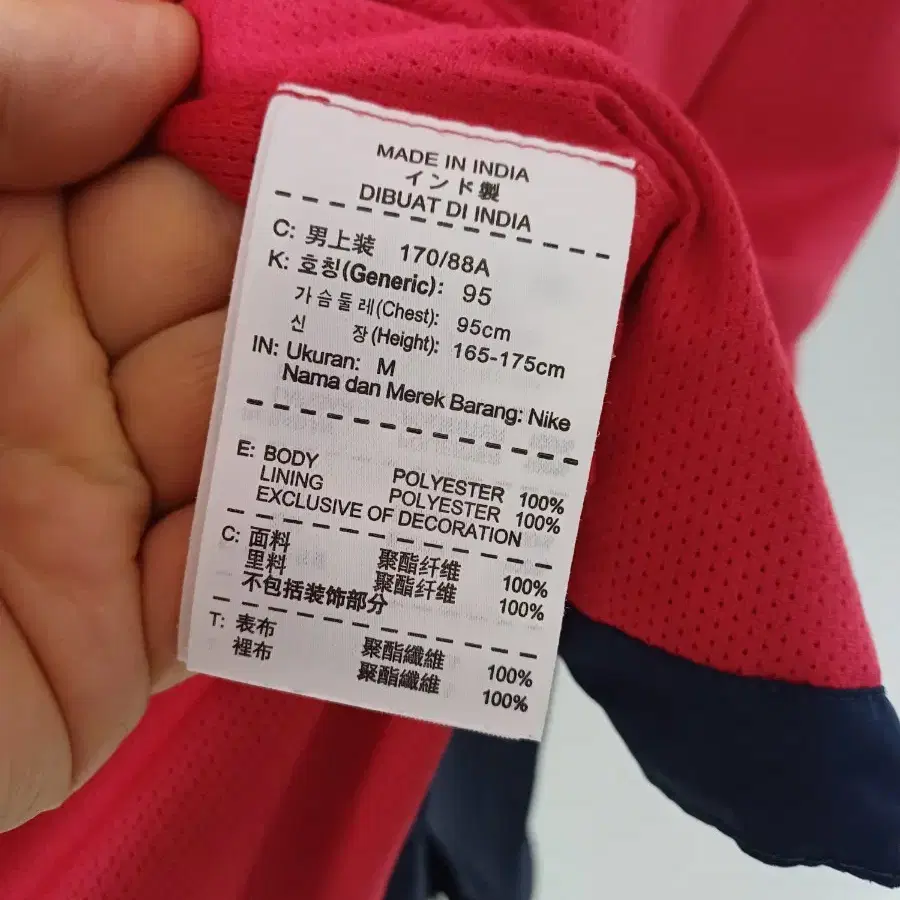 MADE IN INDIA
インド製
DIBUAT DI INDIA
C: 男上装 170/88A
K: 호칭(Generic): 95
가슴둘레(Chest): 95cm
신 장(Height): 165-175cm
IN: Ukuran: M
Nama dan Merek Barang: Nike
E: BODY POLYESTER 100%
LINING POLYESTER 100%
EXCLUSIVE OF DECORATION
C: 面料 聚酯纤维 100%
里料 聚酯纤维 100%
不包括装饰部分
T: 表布 聚酯纖維 100%
裡布 聚酯纖維 100%